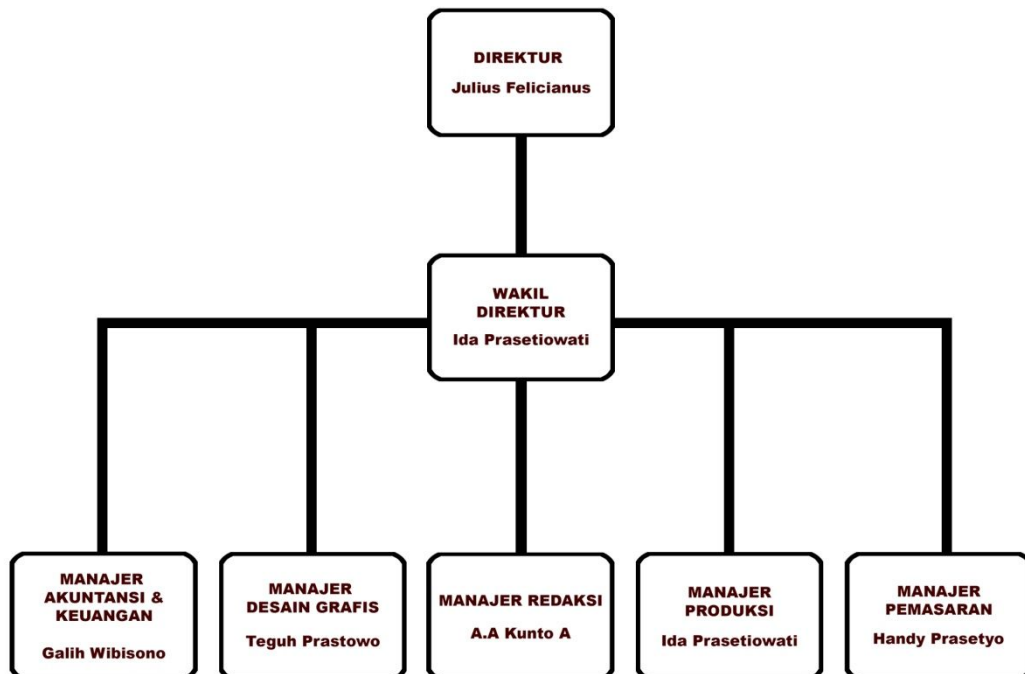 DIREKTUR
Julius Felicianus
WAKIL
DIREKTUR
Ida Prasetiowati
MANAJER
AKUNTANSI &
KEUANGAN
Galih Wibisono
MANAJER
DESAIN GRAFIS
Teguh Prastowo
MANAJER REDAKSI
A.A Kunto A
MANAJER
PRODUKSI
Ida Prasetiowati
MANAJER
PEMASARAN
Handy Prasetyo